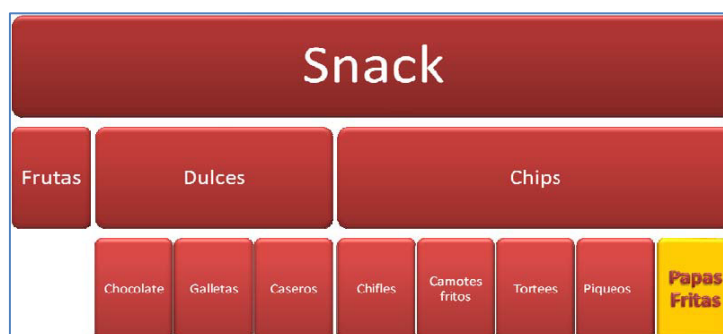 Snack
Frutas
Dulces
Chips
Chocolate
Galletas
Caseros
Chifles
Camotes
fritos
Tortees
Piqueos
Papas
Fritas